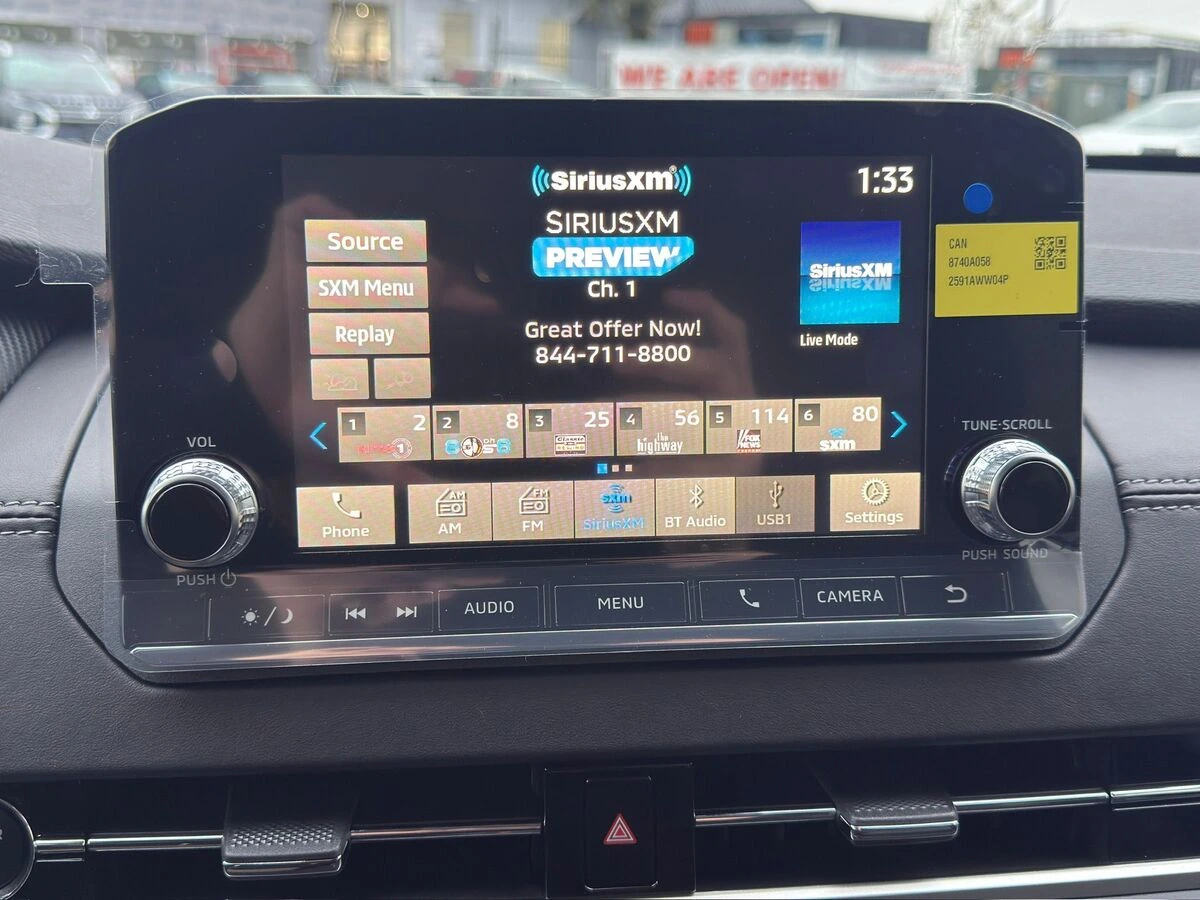 WE ARE OPEN!
SiriusXM
1:33
SIRIUSXM
PREVIEW
Ch. 1
Great Offer Now!
844-711-8800
Source
SXM Menu
Replay
SiriusXM
Live Mode
CAN
8740A058
2591AWW04P
1 2
2 8
3 25
4 56 the highway
5 114 FOX NEWS
6 80 sxm
VOL
PUSH
TUNE·SCROLL
PUSH SOUND
Phone
AM AM
FM FM
sxm SiriusXM
BT Audio
USB1
Settings
AUDIO
MENU
CAMERA